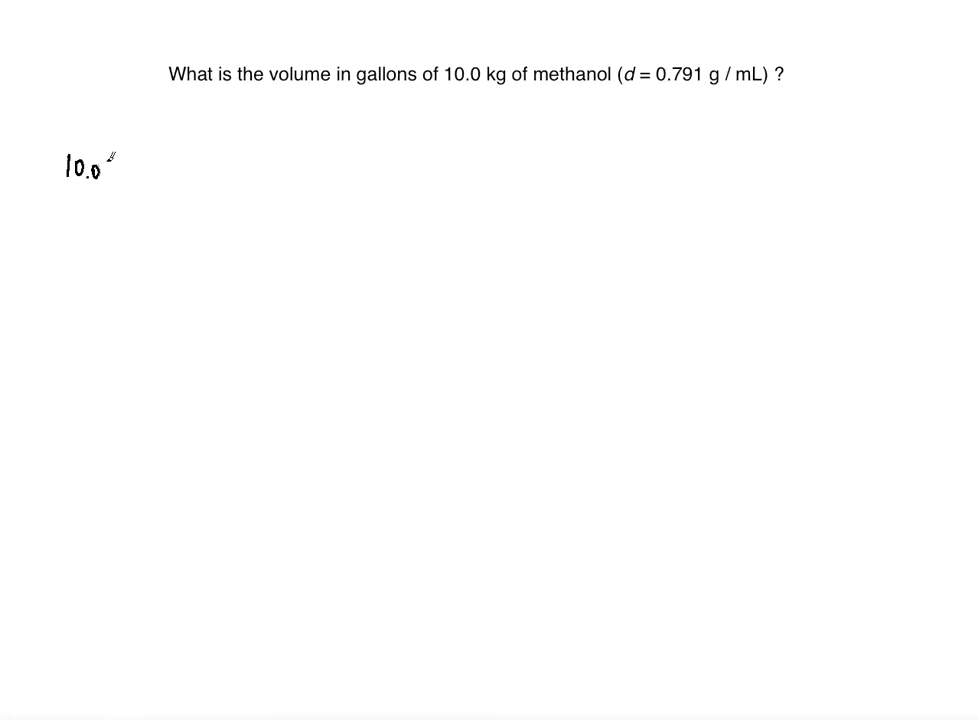 What is the volume in gallons of 10.0 kg of methanol (d = 0.791 g / mL) ?
10.0